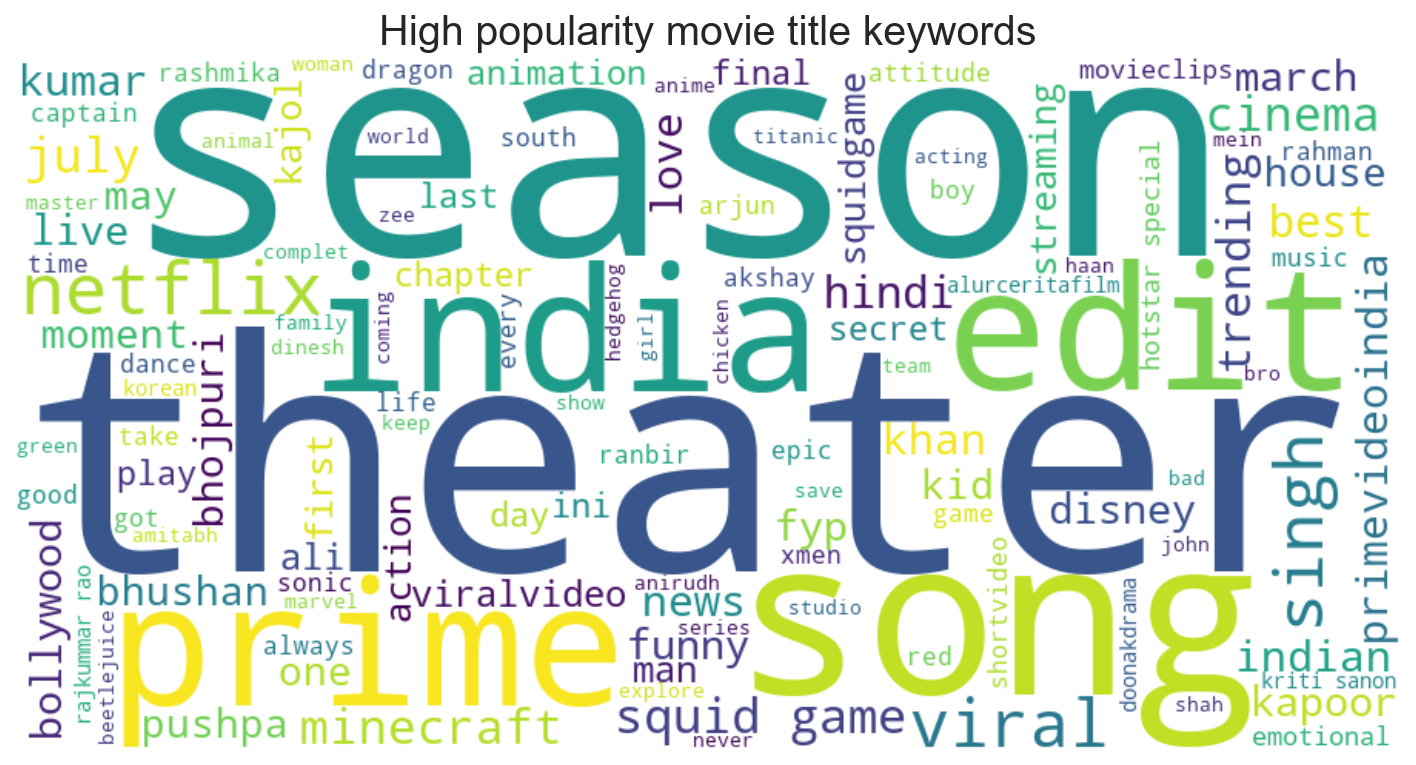 High popularity movie title keywords
kumar
rashmika
woman
dragon
animation
anime
final
attitude
movieclips
march
captain
season
kajol
world
south
love
titanic
squidgame
acting
streaming
cinema
mein
rahman
july
animal
house
master
may
last
zee
arjun
boy
special
trending
best
live
complet
time
netflix
india
chapter
akshay
hindi
alurceritafilm
haan
music
edit
hotstar
primevideoindia
moment
family
dinesh
coming
every
hedgehog
girl
chicken
secret
team
bro
dance
korean
bhojpuri
theater
life
keep
show
green
take
play
first
ranbir
epic
khan
singh
good
got
amitabh
day
ini
save
kid
game
bad
disney
fyp
john
bollywood
ali
action
xmen
bhushan
sonic
marvel
viralvideo
anirudh
news
song
studio
shortvideo
doonakdrama
rajkummar rao
beetlejuice
prime
always
one
series
funny
man
red
indian
kriti sanon
explore
pushpa
minecraft
squid game
never
viral
shah
kapoor
emotional